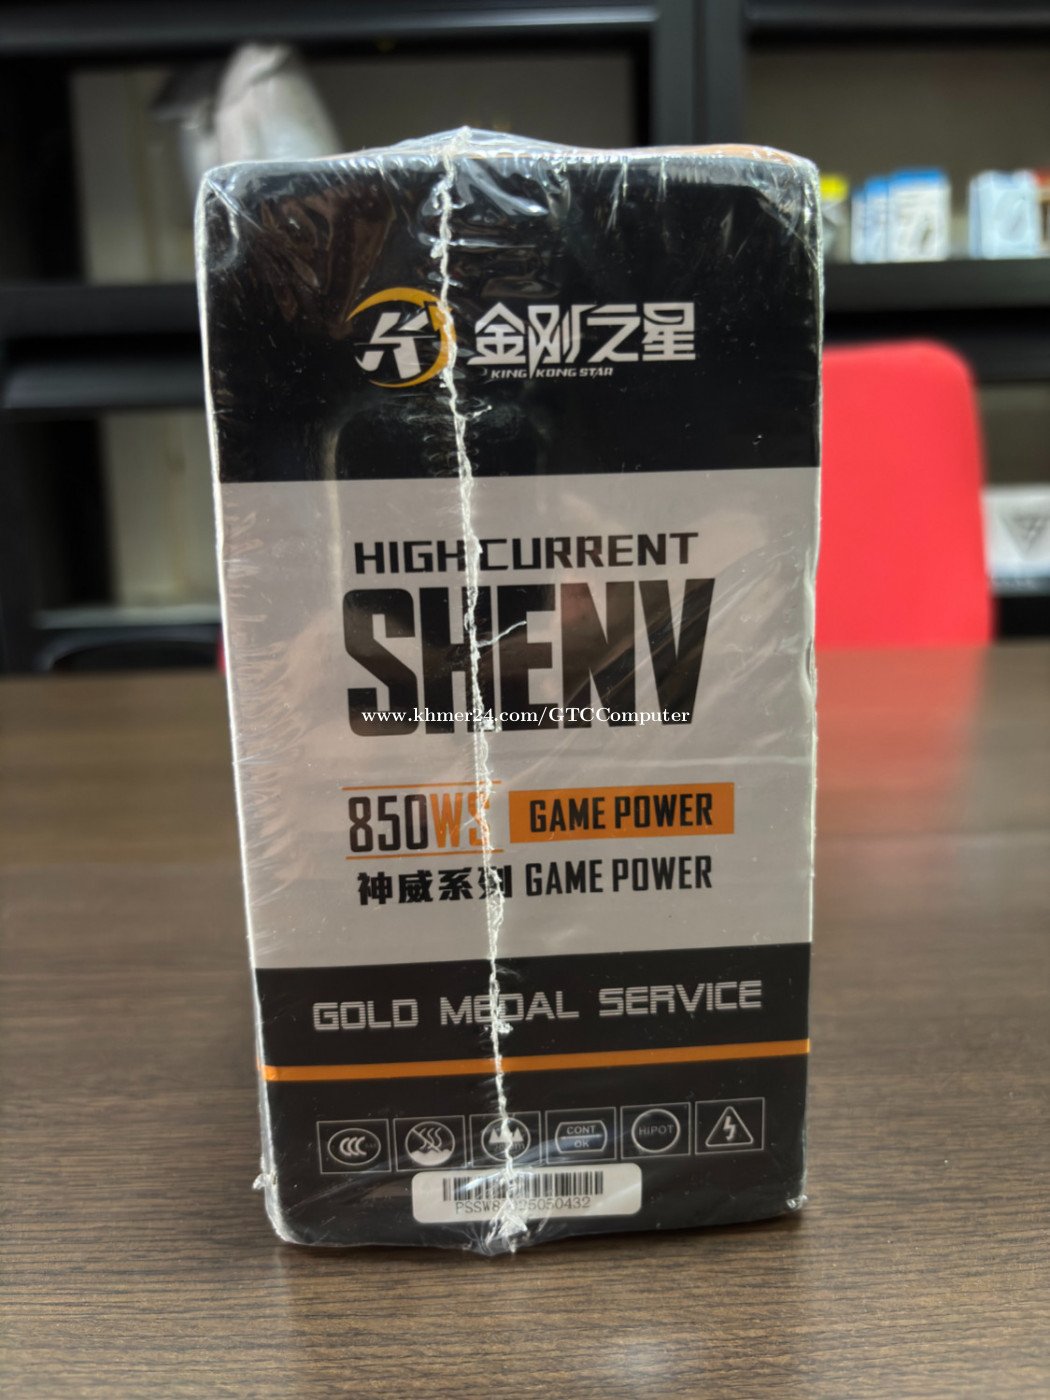 金刚之星
KING KONG STAR
HIGH CURRENT
SHENV
www.khmer24.com/GTCComputer
850WS GAME POWER
神威系列 GAME POWER
GOLD MEDAL SERVICE
CONT
OK
HiPOT